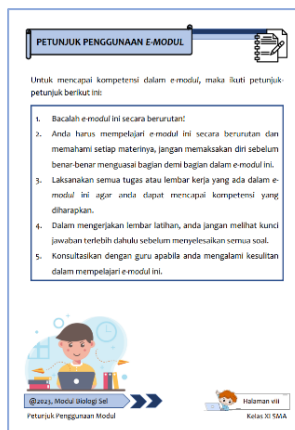 PETUNJUK PENGGUNAAN E-MODUL
Untuk mencapai kompetensi dalam e-modul, maka ikuti petunjuk-
petunjuk berikut ini:
1. Bacalah e-modul ini secara berurutan!
2. Anda harus mempelajari e-modul ini secara berurutan dan
memahami setiap materinya, jangan memaksakan diri sebelum
benar-benar menguasai bagian demi bagian dalam e-modul ini.
3. Laksanakan semua tugas atau lembar kerja yang ada dalam e-
modul ini agar anda dapat mencapai kompetensi yang
diharapkan.
4. Dalam mengerjakan lembar latihan, anda jangan melihat kunci
jawaban terlebih dahulu sebelum menyelesaikan semua soal.
5. Konsultasikan dengan guru apabila anda mengalami kesulitan
dalam mempelajari e-modul ini.
@2023, Modul Biologi Sel
Halaman viii
Petunjuk Penggunaan Modul
Kelas XI SMA